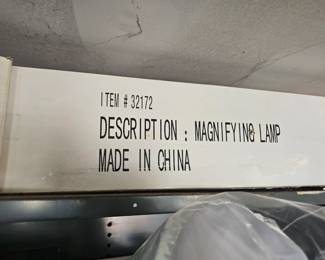 ITEM # 32172
DESCRIPTION : MAGNIFYING LAMP
MADE IN CHINA